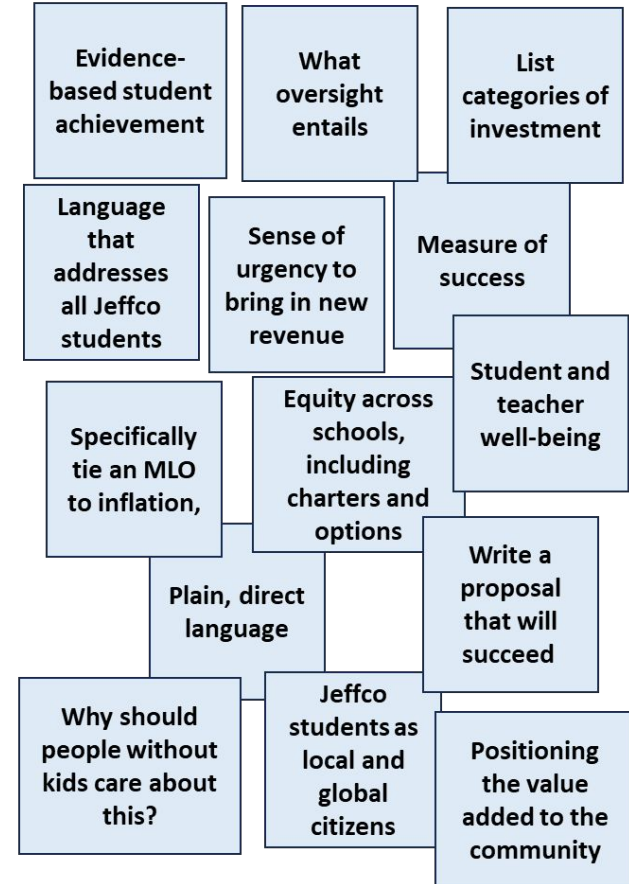 Evidence-
based student
achievement
What
oversight
entails
List
categories of
investment
Language
that
addresses
all Jeffco
students
Sense of
urgency to
bring in new
revenue
Measure of
success
Student and
teacher
well-being
Specifically
tie an MLO
to inflation,
Equity across
schools,
including
charters and
options
Plain, direct
language
Write a
proposal
that will
succeed
Why should
people without
kids care about
this?
Jeffco
students as
local and
global
citizens
Positioning
the value
added to the
community